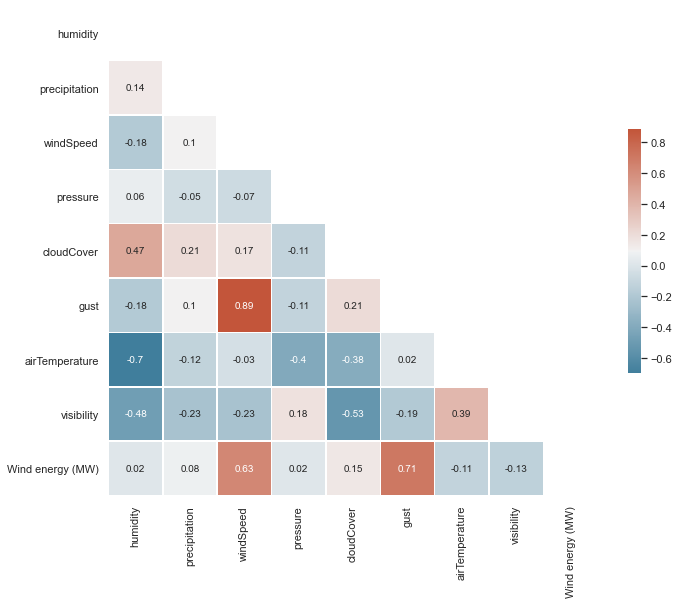 humidity
precipitation 0.14
windSpeed -0.18 0.1
pressure 0.06 -0.05 -0.07
cloudCover 0.47 0.21 0.17 -0.11
gust -0.18 0.1 0.89 -0.11 0.21
airTemperature -0.7 -0.12 -0.03 -0.4 -0.38 0.02
visibility -0.48 -0.23 -0.23 0.18 -0.53 -0.19 0.39
Wind energy (MW) 0.02 0.08 0.63 0.02 0.15 0.71 -0.11 -0.13
humidity
precipitation
windSpeed
pressure
cloudCover
gust
airTemperature
visibility
Wind energy (MW)
0.8
0.6
0.4
0.2
0.0
−0.2
−0.4
−0.6